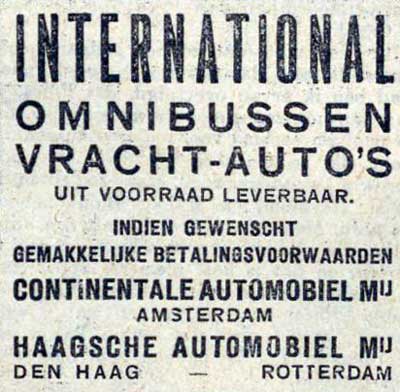 INTERNATIONAL
OMNIBUSSEN
VRACHT-AUTO'S
UIT VOORRAAD LEVERBAAR.
INDIEN GEWENSCHT
GEMAKKELIJKE BETALINGSVOORWAARDEN
CONTINENTALE AUTOMOBIEL MIJ
AMSTERDAM
HAAGSCHE AUTOMOBIEL MIJ
DEN HAAG — ROTTERDAM